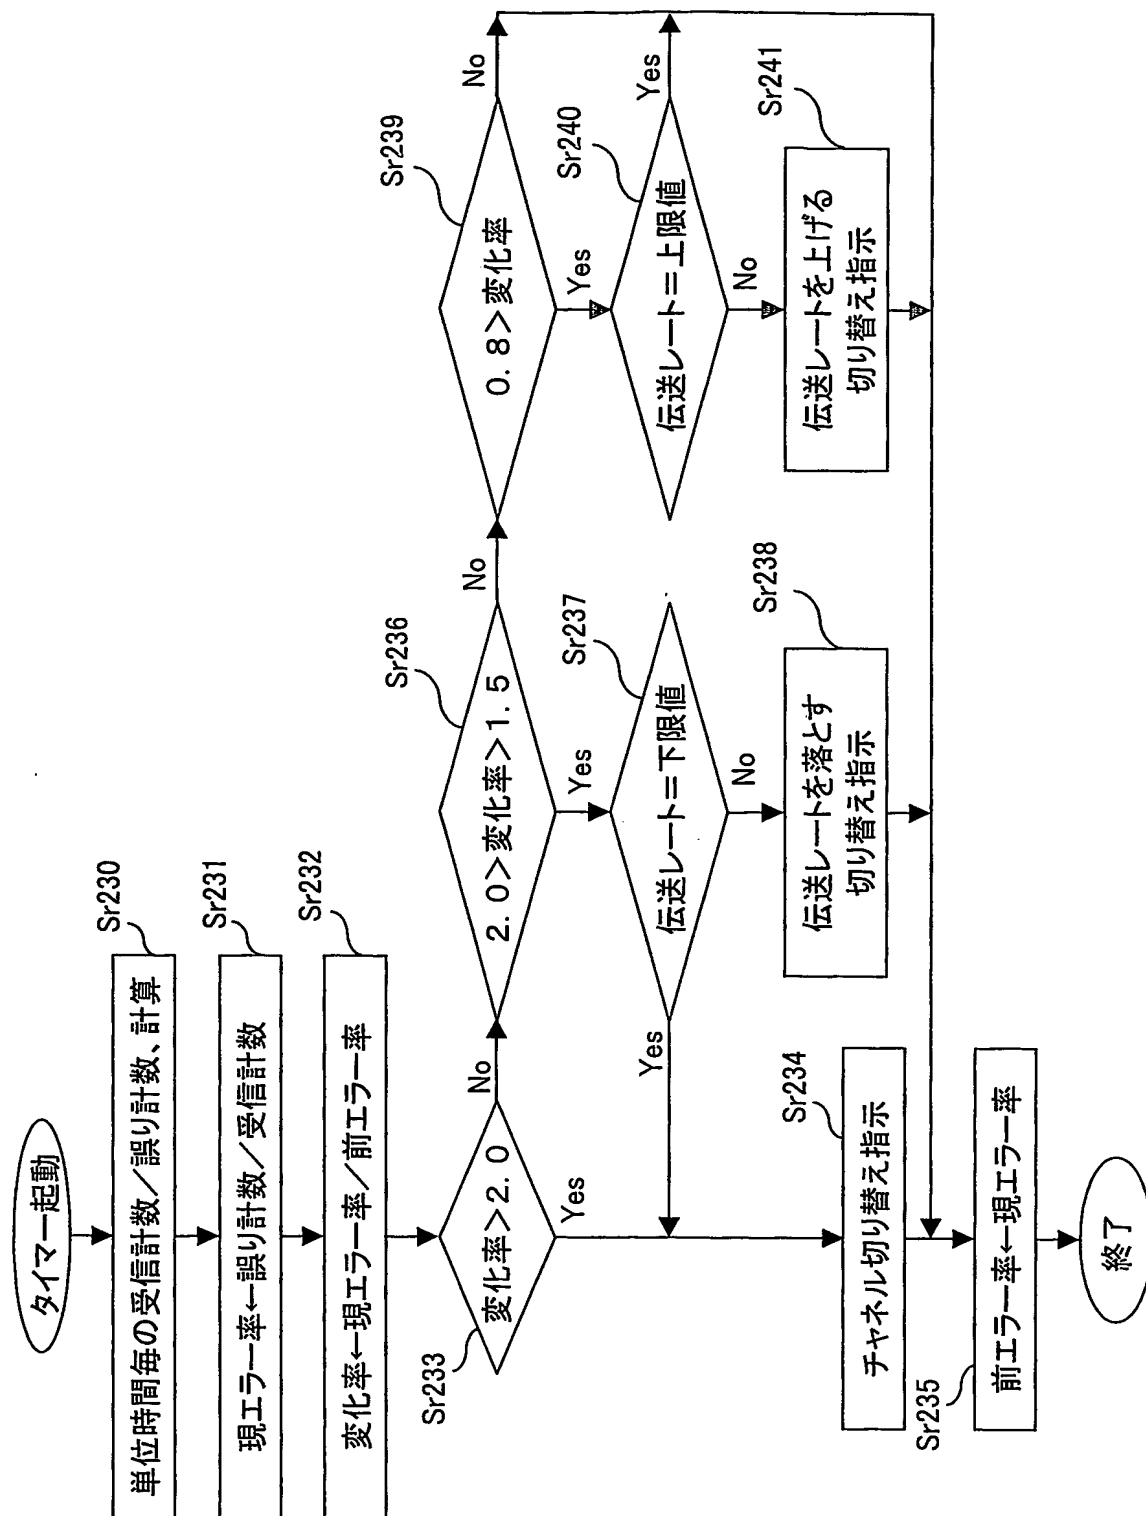 タイマー起動
Sr230
単位時間毎の受信計数／誤り計数、計算
Sr231
現エラー率←誤り計数／受信計数
Sr232
変化率←現エラー率／前エラー率
Sr233
変化率＞2．0
No
Yes
Sr236
2．0＞変化率＞1．5
No
Yes
Sr239
0．8＞変化率
No
Yes
Sr237
伝送レート＝下限値
Yes
No
Sr240
伝送レート＝上限値
Yes
No
Sr238
伝送レートを落とす
切り替え指示
Sr241
伝送レートを上げる
切り替え指示
Sr234
チャネル切り替え指示
Sr235
前エラー率←現エラー率
終了